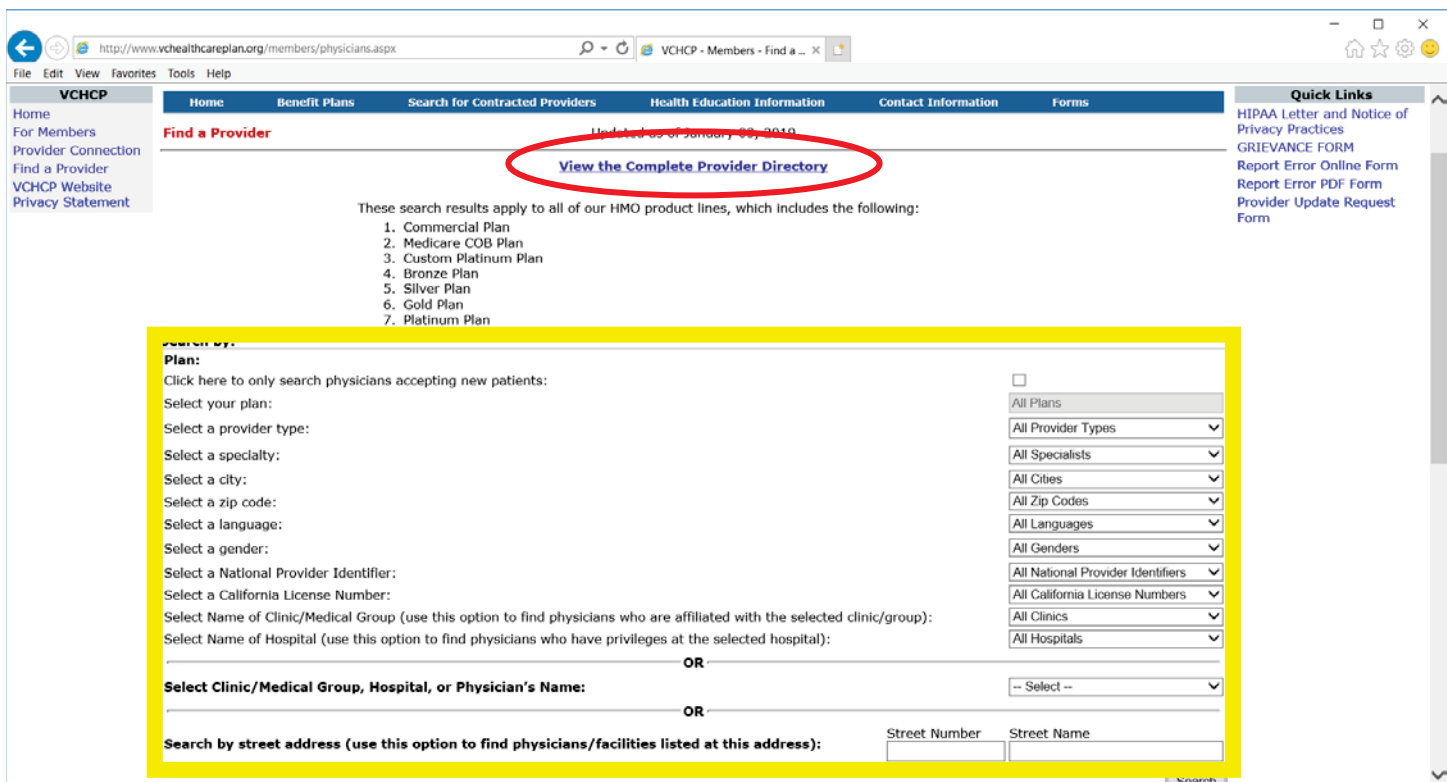 http://www.vchealthcareplan.org/members/physicians.aspx
VCHCP - Members - Find a ...
File Edit View Favorites Tools Help
VCHCP
Home
For Members
Provider Connection
Find a Provider
VCHCP Website
Privacy Statement
Home Benefit Plans Search for Contracted Providers Health Education Information Contact Information Forms
Find a Provider Updated as of January 2019
View the Complete Provider Directory
These search results apply to all of our HMO product lines, which includes the following:
1. Commercial Plan
2. Medicare COB Plan
3. Custom Platinum Plan
4. Bronze Plan
5. Silver Plan
6. Gold Plan
7. Platinum Plan
Quick Links
HIPAA Letter and Notice of
Privacy Practices
GRIEVANCE FORM
Report Error Online Form
Report Error PDF Form
Provider Update Request
Form
Search by:
Plan:
Click here to only search physicians accepting new patients:
Select your plan: All Plans
Select a provider type: All Provider Types
Select a specialty: All Specialists
Select a city: All Cities
Select a zip code: All Zip Codes
Select a language: All Languages
Select a gender: All Genders
Select a National Provider Identifier: All National Provider Identifiers
Select a California License Number: All California License Numbers
Select Name of Clinic/Medical Group (use this option to find physicians who are affiliated with the selected clinic/group): All Clinics
Select Name of Hospital (use this option to find physicians who have privileges at the selected hospital): All Hospitals
OR
Select Clinic/Medical Group, Hospital, or Physician's Name: -- Select --
OR
Street Number Street Name
Search by street address (use this option to find physicians/facilities listed at this address):
Search